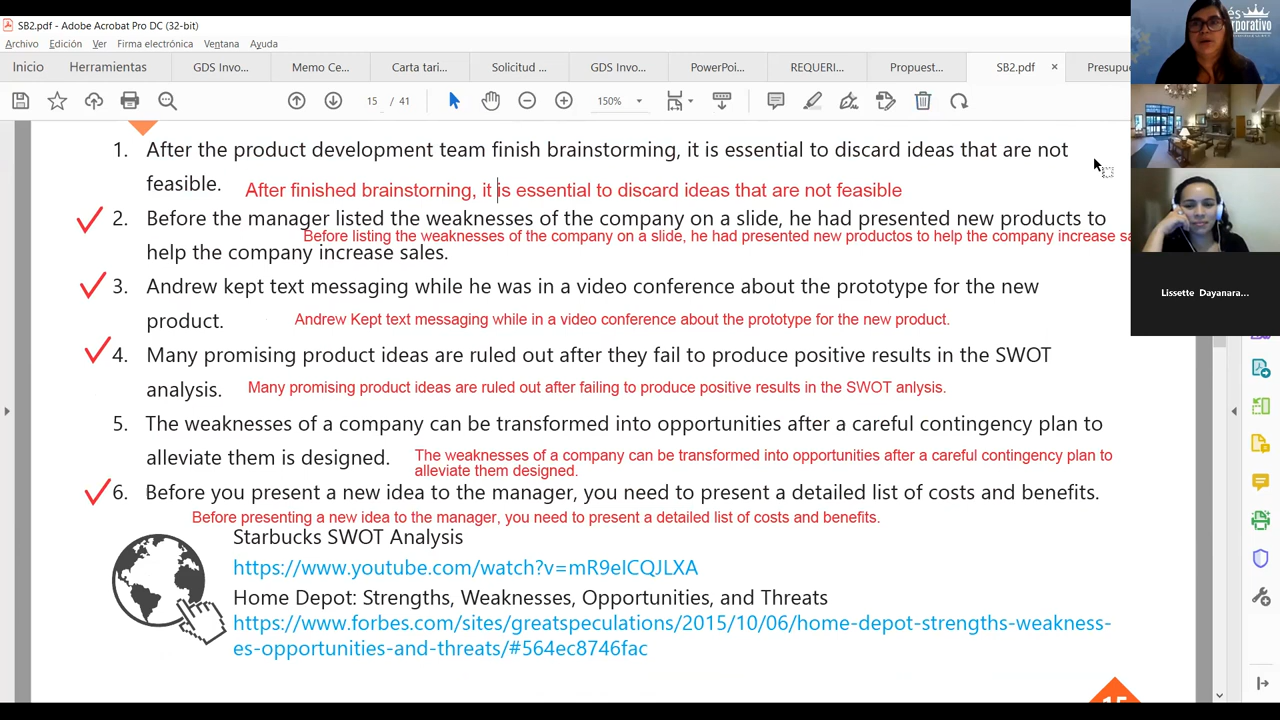 SB2.pdf - Adobe Acrobat Pro DC (32-bit)
Archivo Edición Ver Firma electrónica Ventana Ayuda
Inicio Herramientas GDS Invo... Memo Ce... Carta tari... Solicitud ... GDS Invo... PowerPoi... REQUERI... Propuest... SB2.pdf × Presupu
15 / 41 150%
1. After the product development team finish brainstorming, it is essential to discard ideas that are not
feasible. After finished brainstorning, it is essential to discard ideas that are not feasible
2. Before the manager listed the weaknesses of the company on a slide, he had presented new products to
Before listing the weaknesses of the company on a slide, he had presented new productos to help the company increase sa
help the company increase sales.
3. Andrew kept text messaging while he was in a video conference about the prototype for the new
product. Andrew Kept text messaging while in a video conference about the prototype for the new product.
4. Many promising product ideas are ruled out after they fail to produce positive results in the SWOT
analysis. Many promising product ideas are ruled out after failing to produce positive results in the SWOT anlysis.
5. The weaknesses of a company can be transformed into opportunities after a careful contingency plan to
alleviate them is designed. The weaknesses of a company can be transformed into opportunities after a careful contingency plan to
alleviate them designed.
6. Before you present a new idea to the manager, you need to present a detailed list of costs and benefits.
Before presenting a new idea to the manager, you need to present a detailed list of costs and benefits.
Starbucks SWOT Analysis
https://www.youtube.com/watch?v=mR9eICQJLXA
Home Depot: Strengths, Weaknesses, Opportunities, and Threats
https://www.forbes.com/sites/greatspeculations/2015/10/06/home-depot-strengths-weakness-
es-opportunities-and-threats/#564ec8746fac
15
Lissette Dayanara...